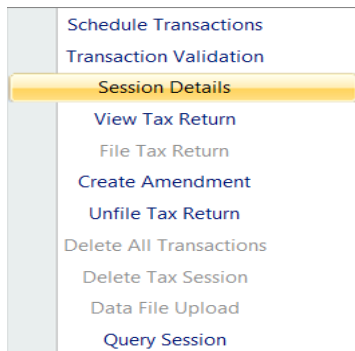 Schedule Transactions
Transaction Validation
Session Details
View Tax Return
File Tax Return
Create Amendment
Unfile Tax Return
Delete All Transactions
Delete Tax Session
Data File Upload
Query Session